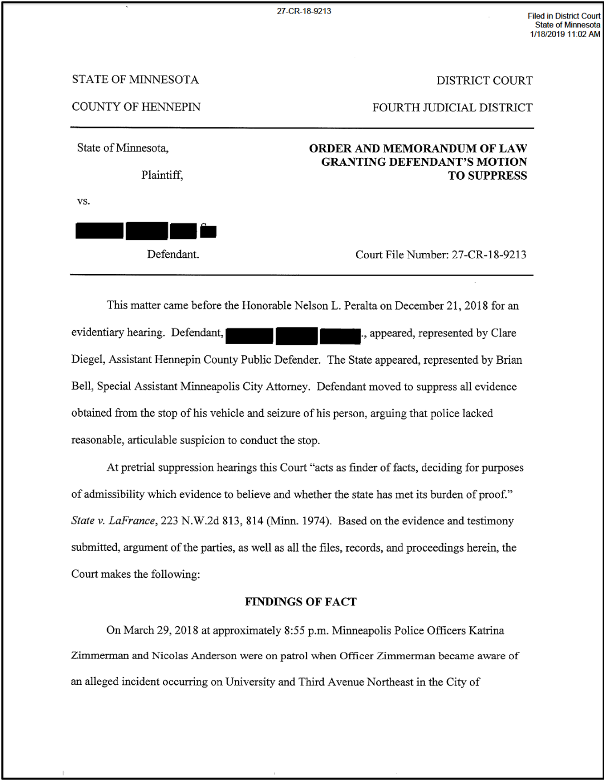 27-CR-18-9213
Filed in District Court
State of Minnesota
1/18/2019 11:02 AM
STATE OF MINNESOTA
DISTRICT COURT
COUNTY OF HENNEPIN
FOURTH JUDICIAL DISTRICT
State of Minnesota,
Plaintiff,
vs.
Defendant.
ORDER AND MEMORANDUM OF LAW
GRANTING DEFENDANT'S MOTION
TO SUPPRESS
Court File Number: 27-CR-18-9213
This matter came before the Honorable Nelson L. Peralta on December 21, 2018 for an
evidentiary hearing. Defendant, ., appeared, represented by Clare
Diegel, Assistant Hennepin County Public Defender. The State appeared, represented by Brian
Bell, Special Assistant Minneapolis City Attorney. Defendant moved to suppress all evidence
obtained from the stop of his vehicle and seizure of his person, arguing that police lacked
reasonable, articulable suspicion to conduct the stop.
At pretrial suppression hearings this Court “acts as finder of facts, deciding for purposes
of admissibility which evidence to believe and whether the state has met its burden of proof.”
State v. LaFrance, 223 N.W.2d 813, 814 (Minn. 1974). Based on the evidence and testimony
submitted, argument of the parties, as well as all the files, records, and proceedings herein, the
Court makes the following:
FINDINGS OF FACT
On March 29, 2018 at approximately 8:55 p.m. Minneapolis Police Officers Katrina
Zimmerman and Nicolas Anderson were on patrol when Officer Zimmerman became aware of
an alleged incident occurring on University and Third Avenue Northeast in the City of